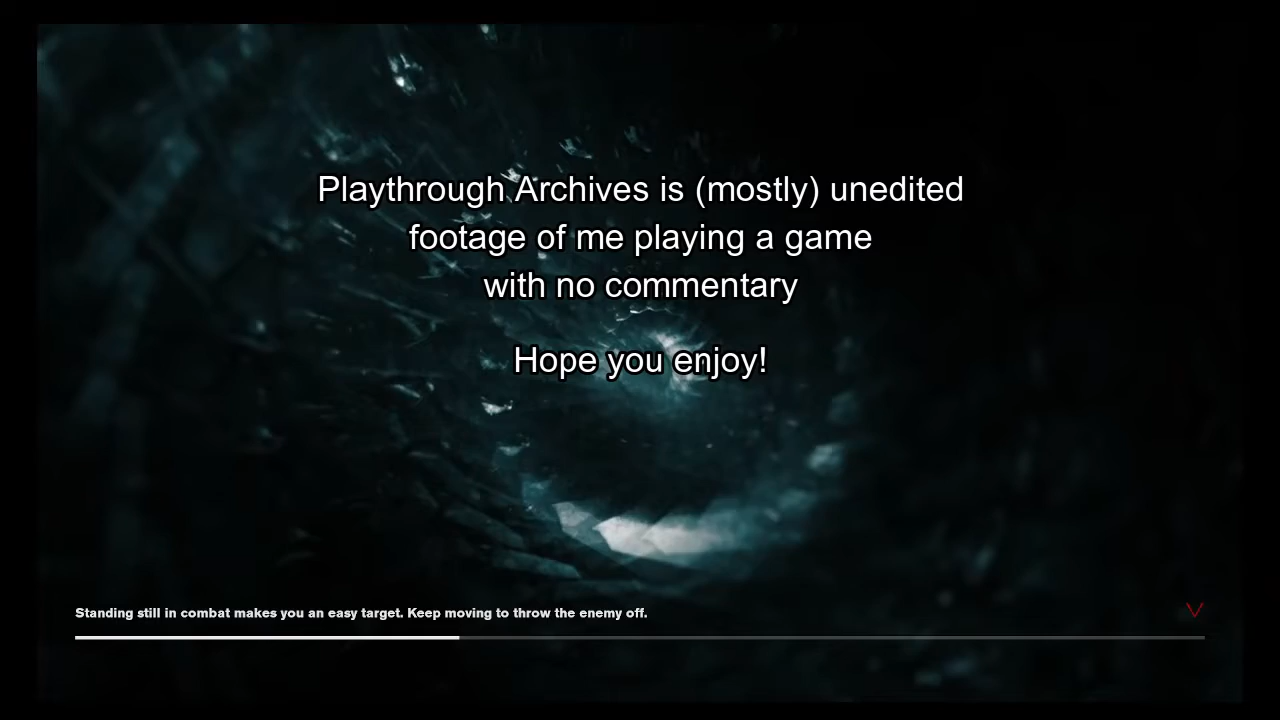 Playthrough Archives is (mostly) unedited
footage of me playing a game
with no commentary
Hope you enjoy!
Standing still in combat makes you an easy target. Keep moving to throw the enemy off.